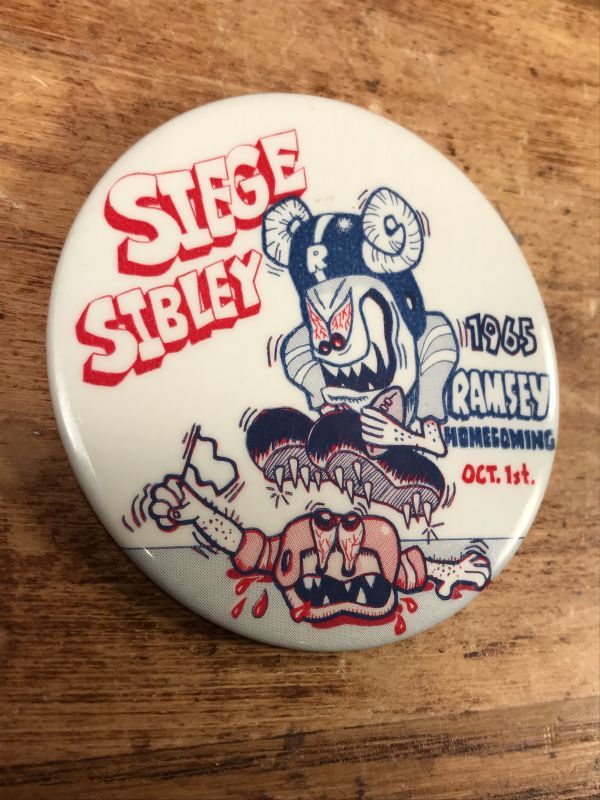 SIEGE
SIBLEY
R
1965
RAMSEY
HOMECOMING
OCT. 1st.